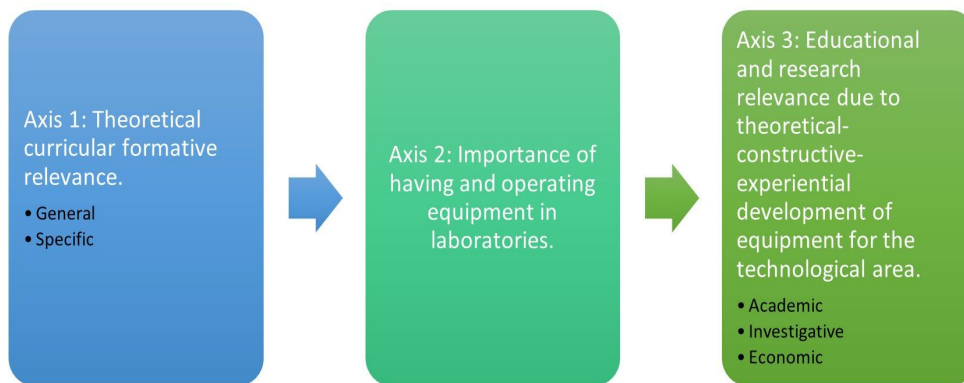 Axis 1: Theoretical
curricular formative
relevance.
• General
• Specific
Axis 2: Importance of
having and operating
equipment in
laboratories.
Axis 3: Educational
and research
relevance due to
theoretical-
constructive-
experiential
development of
equipment for the
technological area.
• Academic
• Investigative
• Economic